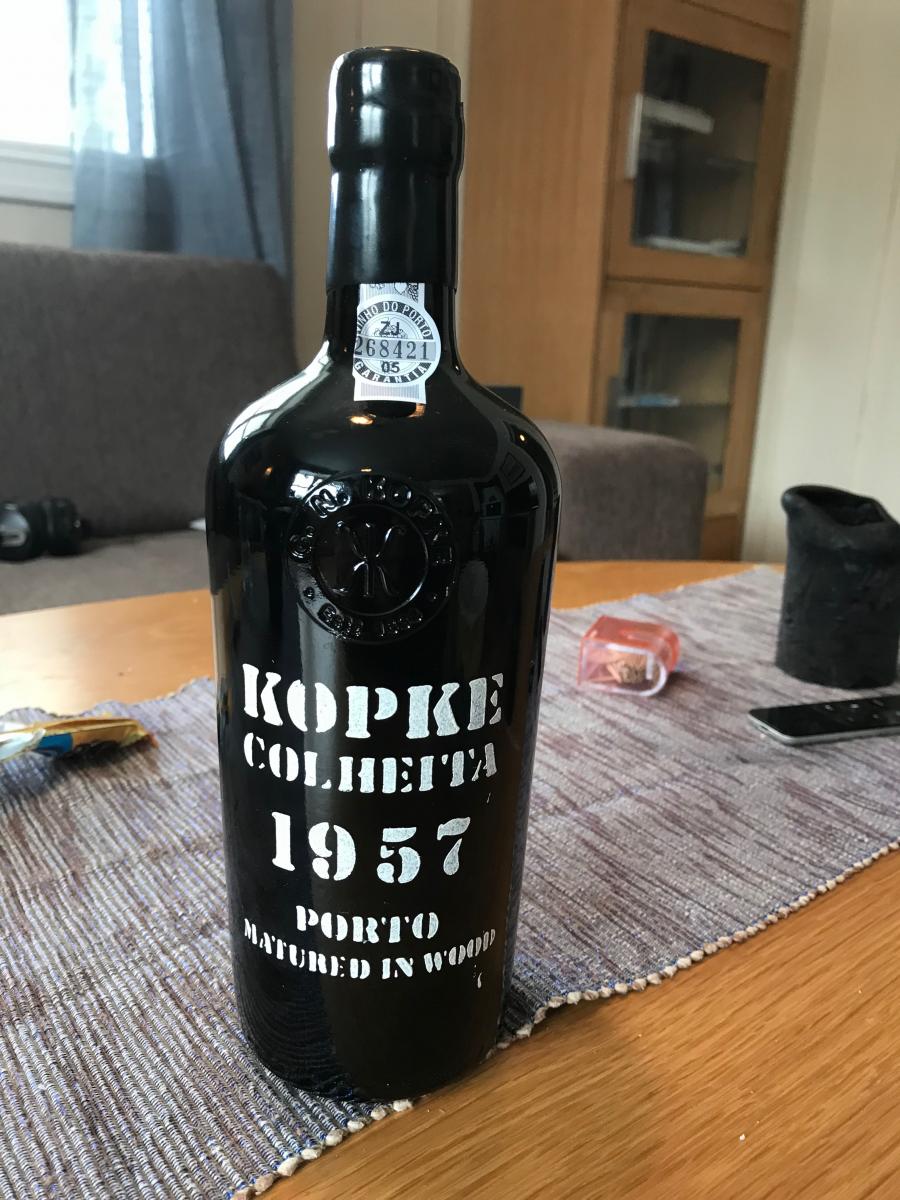 VINHO DO PORTO
ZJ
268421
05
GARANTIA
KOPKE
COLHEITA
1957
PORTO
MATURED IN WOOD